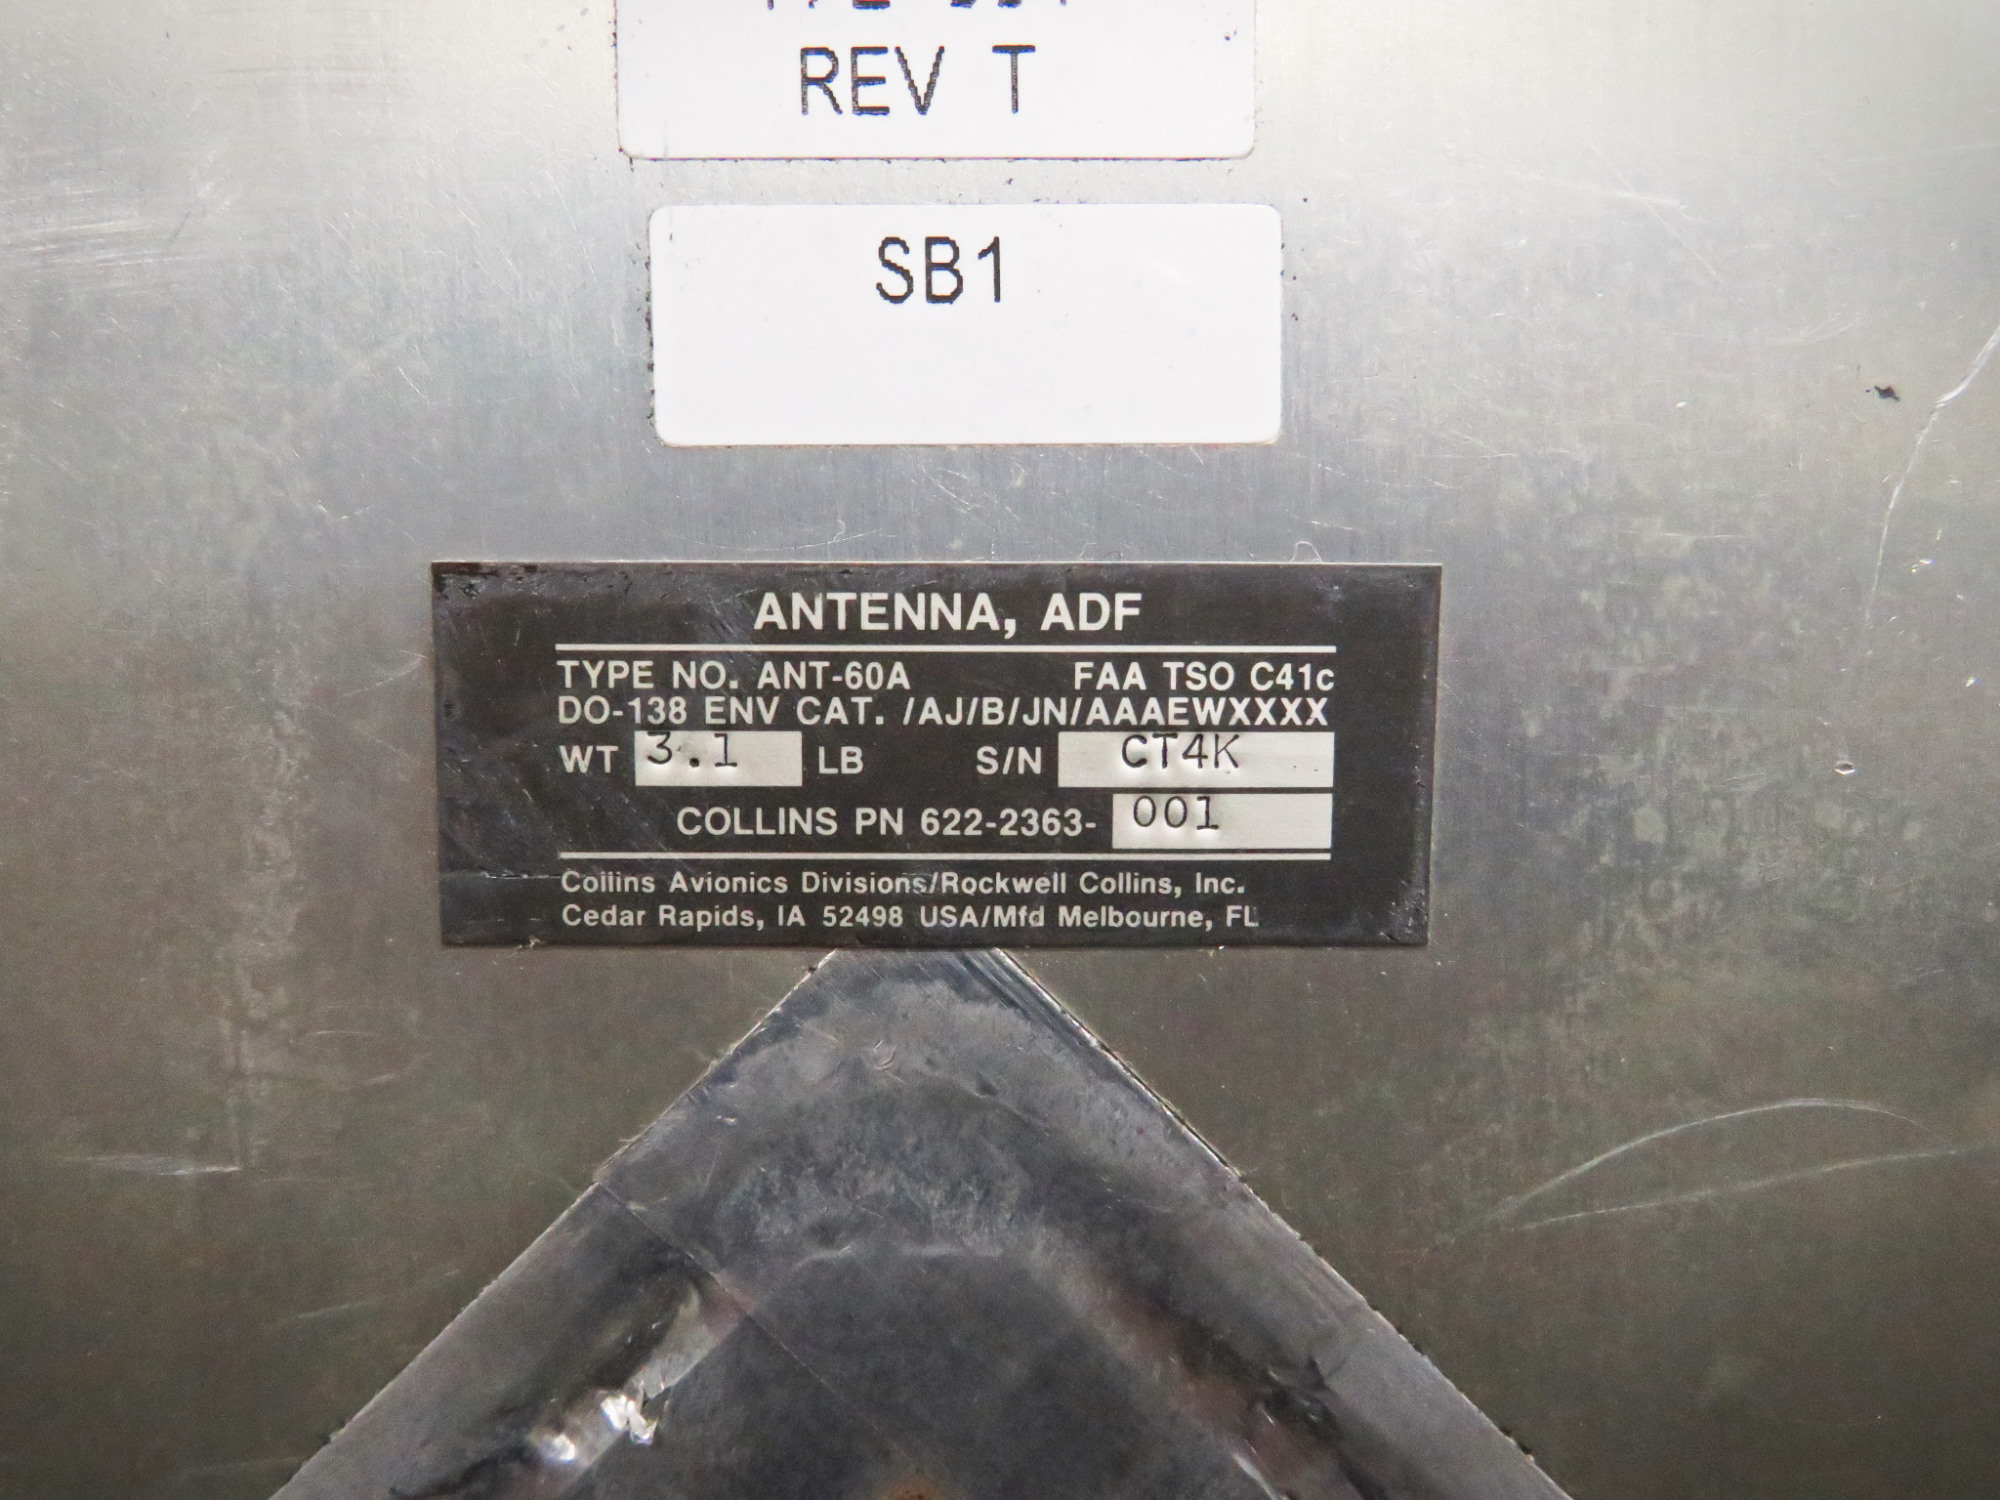 REV T
SB1
ANTENNA, ADF
TYPE NO. ANT-60A FAA TSO C41c
DO-138 ENV CAT. /AJ/B/JN/AAAEWXXXX
WT 3.1 LB S/N CT4K
COLLINS PN 622-2363- 001
Collins Avionics Divisions/Rockwell Collins, Inc.
Cedar Rapids, IA 52498 USA/Mfd Melbourne, FL